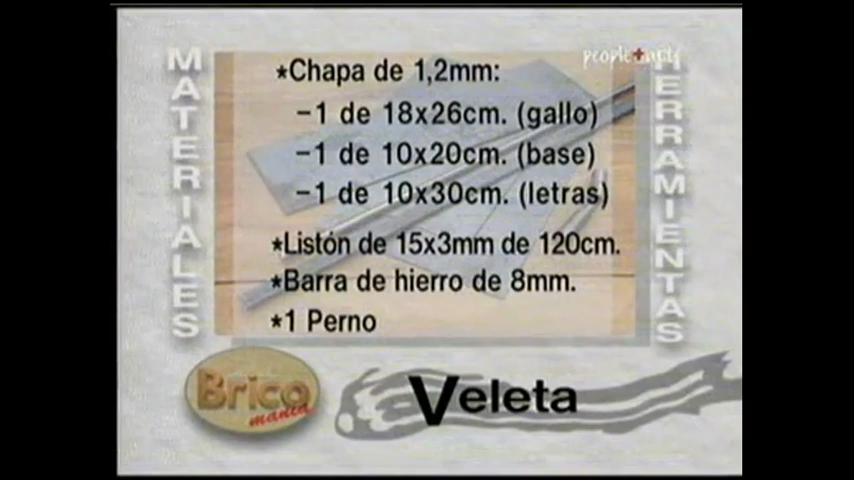 people+arts
MATERIALES
*Chapa de 1,2mm:
-1 de 18x26cm. (gallo)
-1 de 10x20cm. (base)
-1 de 10x30cm. (letras)
*Listón de 15x3mm de 120cm.
*Barra de hierro de 8mm.
*1 Perno
HERRAMIENTAS
Brico
manía
Veleta